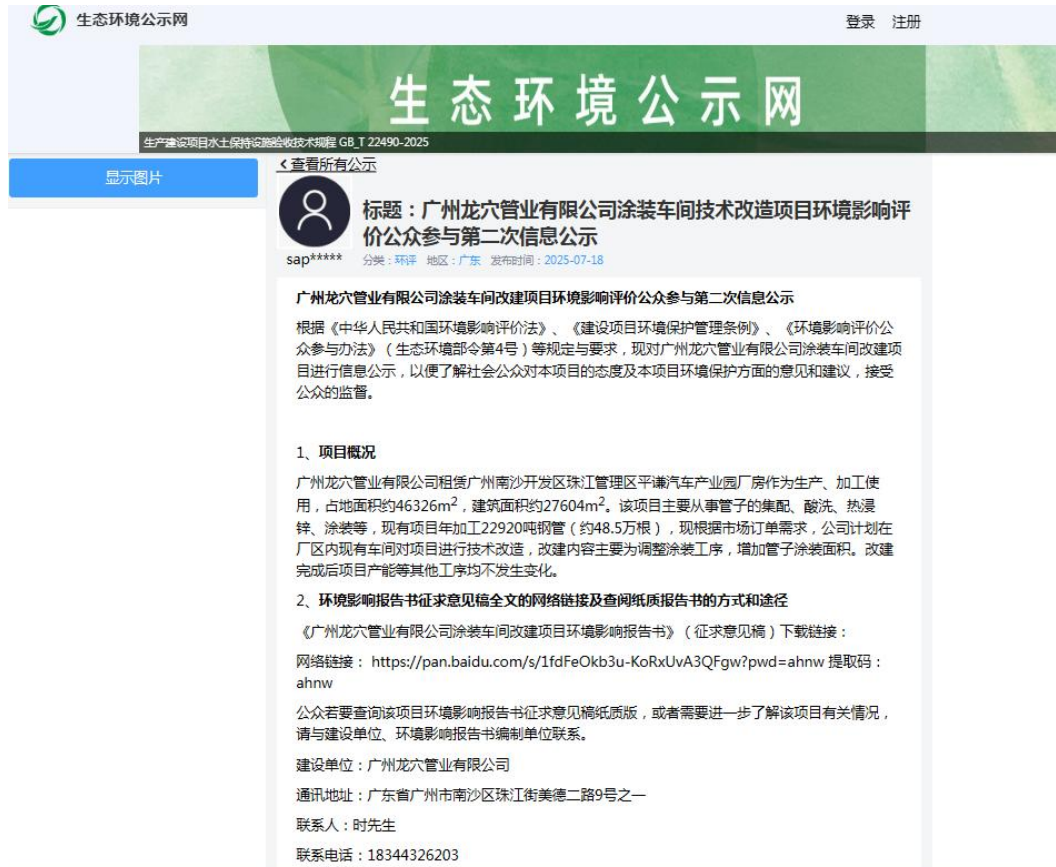 生态环境公示网
登录 注册
生态环境公示网
生产建设项目水土保持设施验收技术规程 GB_T 22490-2025
显示图片
<查看所有公示
标题：广州龙穴管业有限公司涂装车间技术改造项目环境影响评
价公众参与第二次信息公示
sap*****
分类：环评 地区：广东 发布时间：2025-07-18
广州龙穴管业有限公司涂装车间改建项目环境影响评价公众参与第二次信息公示
根据《中华人民共和国环境影响评价法》、《建设项目环境保护管理条例》、《环境影响评价公
众参与办法》（生态环境部令第4号）等规定与要求，现对广州龙穴管业有限公司涂装车间改建项
目进行信息公示，以便了解社会公众对本项目的态度及本项目环境保护方面的意见和建议，接受
公众的监督。
1、项目概况
广州龙穴管业有限公司租赁广州南沙开发区珠江管理区平谦汽车产业园厂房作为生产、加工使
用，占地面积约46326m²，建筑面积约27604m²。该项目主要从事管子的集配、酸洗、热浸
锌、涂装等，现有项目年加工22920吨钢管（约48.5万根），现根据市场订单需求，公司计划在
厂区内现有车间对项目进行技术改造，改建内容主要为调整涂装工序，增加管子涂装面积。改建
完成后项目产能等其他工序均不发生变化。
2、环境影响报告书征求意见稿全文的网络链接及查阅纸质报告书的方式和途径
《广州龙穴管业有限公司涂装车间改建项目环境影响报告书》（征求意见稿）下载链接：
网络链接： https://pan.baidu.com/s/1fdFeOkb3u-KoRxUvA3QFgw?pwd=ahnw 提取码：
ahnw
公众若要查询该项目环境影响报告书征求意见稿纸质版，或者需要进一步了解该项目有关情况，
请与建设单位、环境影响报告书编制单位联系。
建设单位：广州龙穴管业有限公司
通讯地址：广东省广州市南沙区珠江街美德二路9号之一
联系人：时先生
联系电话：18344326203